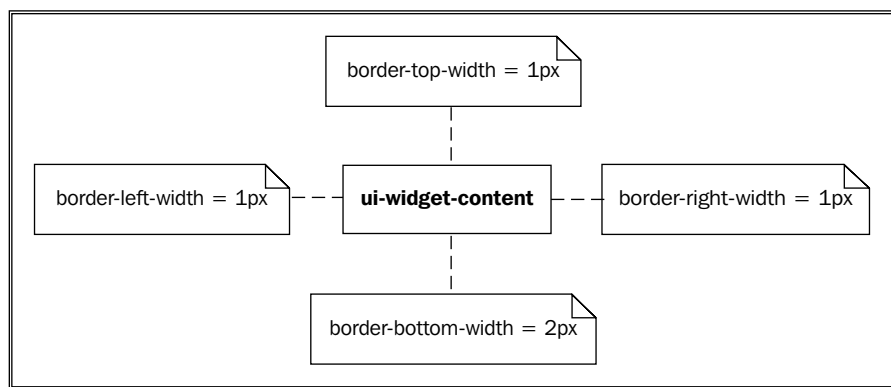 border-top-width = 1px
border-left-width = 1px
ui-widget-content
border-right-width = 1px
border-bottom-width = 2px